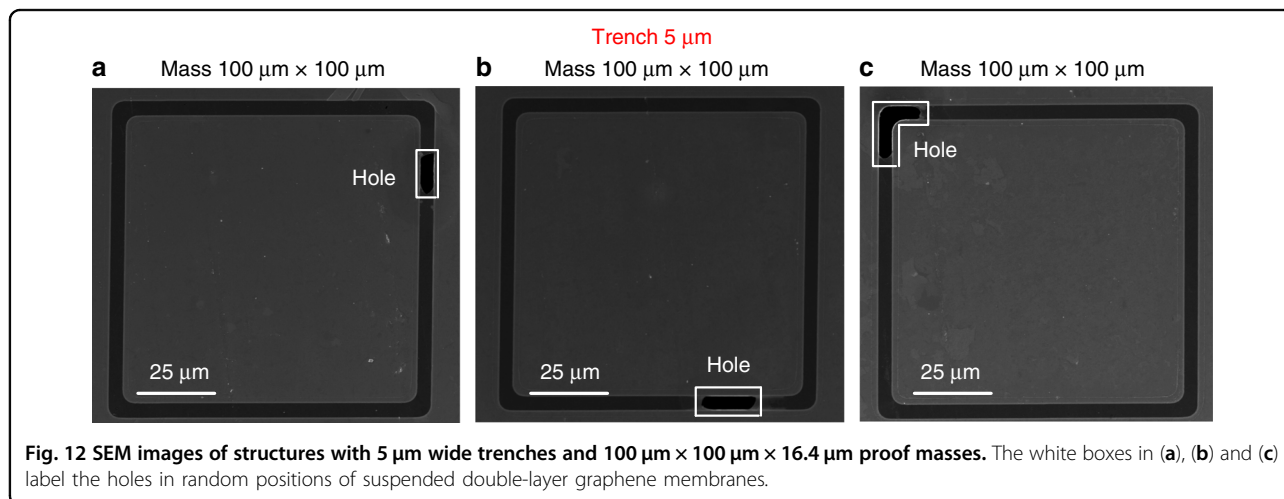 Trench 5 μm
a Mass 100 μm × 100 μm
b Mass 100 μm × 100 μm
c Mass 100 μm × 100 μm
Hole
25 μm
Hole
25 μm
Hole
25 μm
Fig. 12 SEM images of structures with 5 μm wide trenches and 100 μm × 100 μm × 16.4 μm proof masses. The white boxes in (a), (b) and (c)
label the holes in random positions of suspended double-layer graphene membranes.